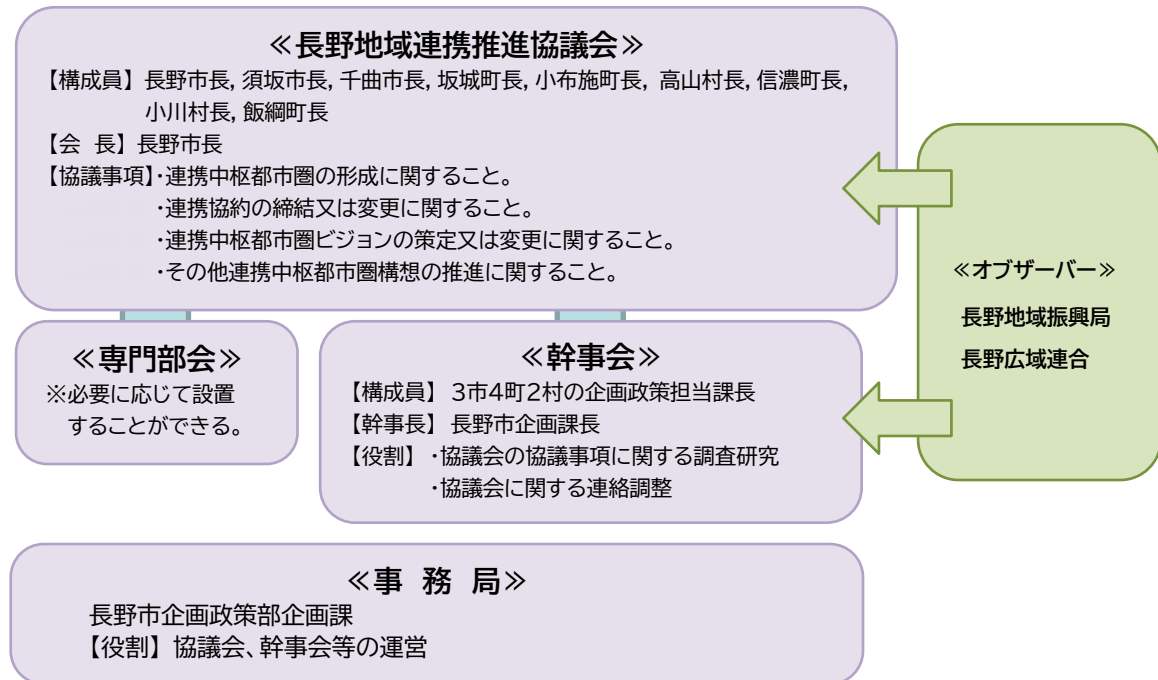 ≪長野地域連携推進協議会≫
【構成員】 長野市長, 須坂市長, 千曲市長, 坂城町長, 小布施町長, 高山村長, 信濃町長,
小川村長, 飯綱町長
【会 長】 長野市長
【協議事項】・連携中枢都市圏の形成に関すること。
・連携協約の締結又は変更に関すること。
・連携中枢都市圏ビジョンの策定又は変更に関すること。
・その他連携中枢都市圏構想の推進に関すること。
≪専門部会≫
※必要に応じて設置
することができる。
≪幹事会≫
【構成員】 3市4町2村の企画政策担当課長
【幹事長】 長野市企画課長
【役割】 ・協議会の協議事項に関する調査研究
・協議会に関する連絡調整
≪オブザーバー≫
長野地域振興局
長野広域連合
≪事 務 局≫
長野市企画政策部企画課
【役割】 協議会、幹事会等の運営